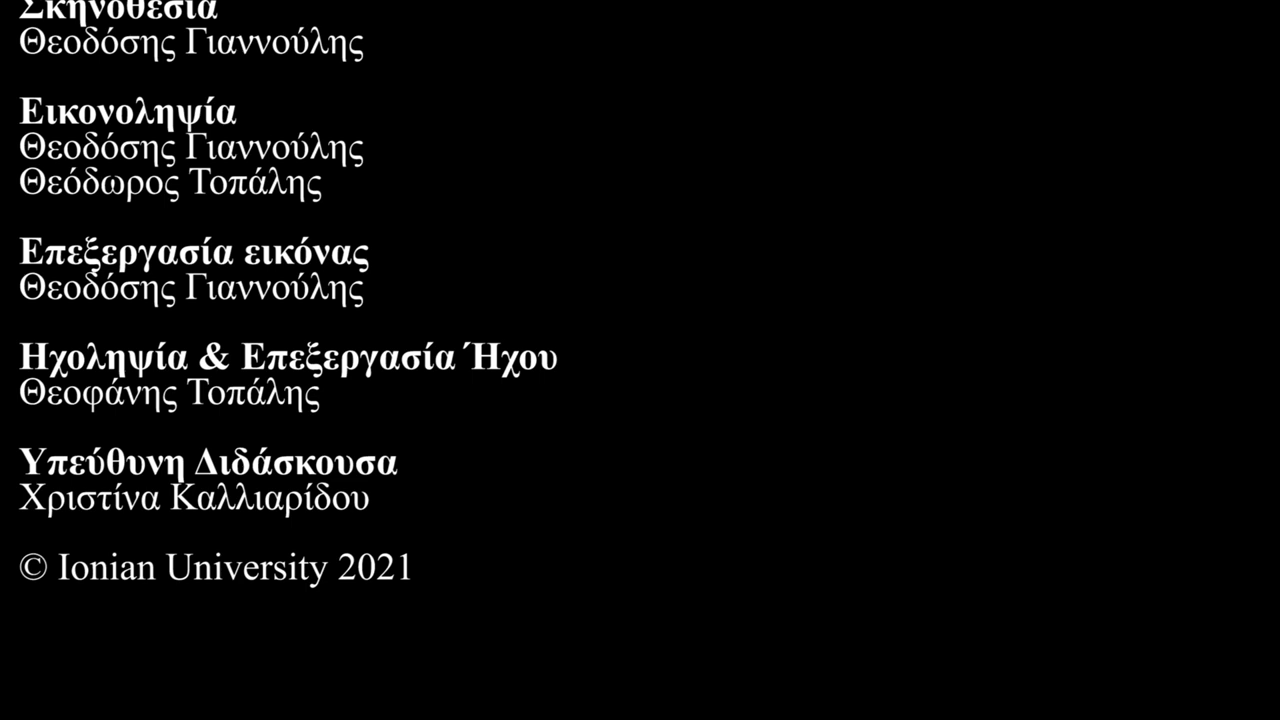 Σκηνοθεσία
Θεοδόσης Γιαννούλης
Εικονοληψία
Θεοδόσης Γιαννούλης
Θεόδωρος Τοπάλης
Επεξεργασία εικόνας
Θεοδόσης Γιαννούλης
Ηχοληψία & Επεξεργασία Ήχου
Θεοφάνης Τοπάλης
Υπεύθυνη Διδάσκουσα
Χριστίνα Καλλιαρίδου
© Ionian University 2021